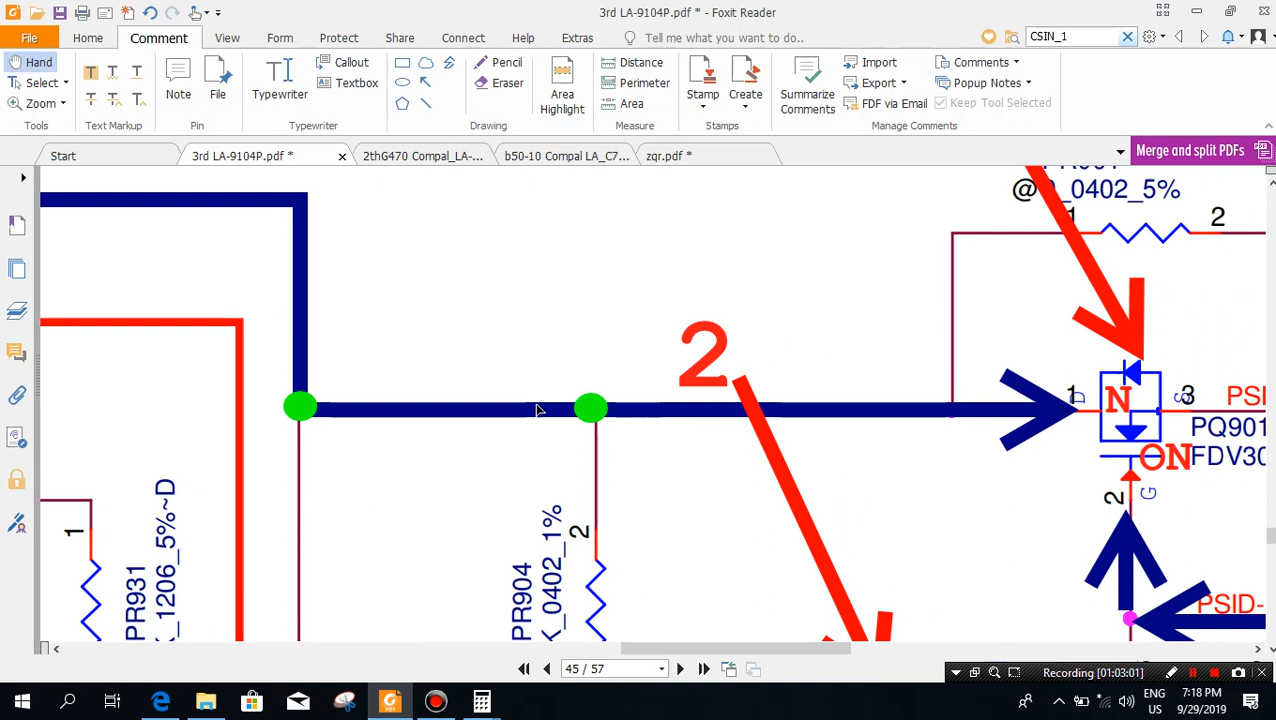 3rd LA-9104P.pdf * - Foxit Reader
File Home Comment View Form Protect Share Connect Help Extras Tell me what you want to do... CSIN_1
Hand
Select
Zoom
Tools
Text Markup
Note
File
Pin
Typewriter
Callout
Textbox
Typewriter
Pencil
Eraser
Area Highlight
Drawing
Distance
Perimeter
Area
Measure
Stamp
Create
Stamps
Summarize Comments
Import
Export
FDF via Email
Comments
Popup Notes
Keep Tool Selected
Manage Comments
Start
3rd LA-9104P.pdf *
2thG470 Compal_LA-...
b50-10 Compal LA_C7...
zqr.pdf *
Merge and split PDFs
@
_0402_5%
1
2
2
1
D
N
S
3
PSI
PQ901
ON
FDV30
2
G
PSID-
1
PR931
K_1206_5%~D
PR904
K_0402_1%
2
45 / 57
Recording [01:03:01]
ENG
US
7:18 PM
9/29/2019